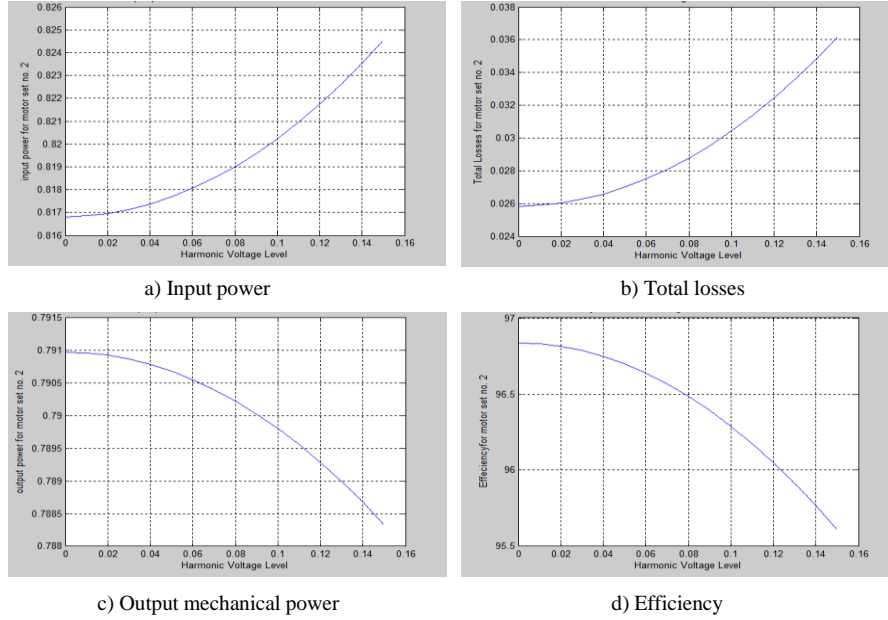 0.826
0.825
0.824
0.823
0.822
0.821
0.82
0.819
0.818
0.817
0.816
input power for motor set no. 2
0 0.02 0.04 0.06 0.08 0.1 0.12 0.14 0.16
Harmonic Voltage Level
a) Input power
0.038
0.036
0.034
0.032
0.03
0.028
0.026
0.024
Total Losses for motor set no. 2
0 0.02 0.04 0.06 0.08 0.1 0.12 0.14 0.16
Harmonic Voltage Level
b) Total losses
0.7915
0.791
0.7905
0.79
0.7895
0.789
0.7885
0.788
output power for motor set no. 2
0 0.02 0.04 0.06 0.08 0.1 0.12 0.14 0.16
Harmonic Voltage Level
c) Output mechanical power
97
96.5
96
95.5
Effeciencyfor motor set no. 2
0 0.02 0.04 0.06 0.08 0.1 0.12 0.14 0.16
Harmonic Voltage Level
d) Efficiency